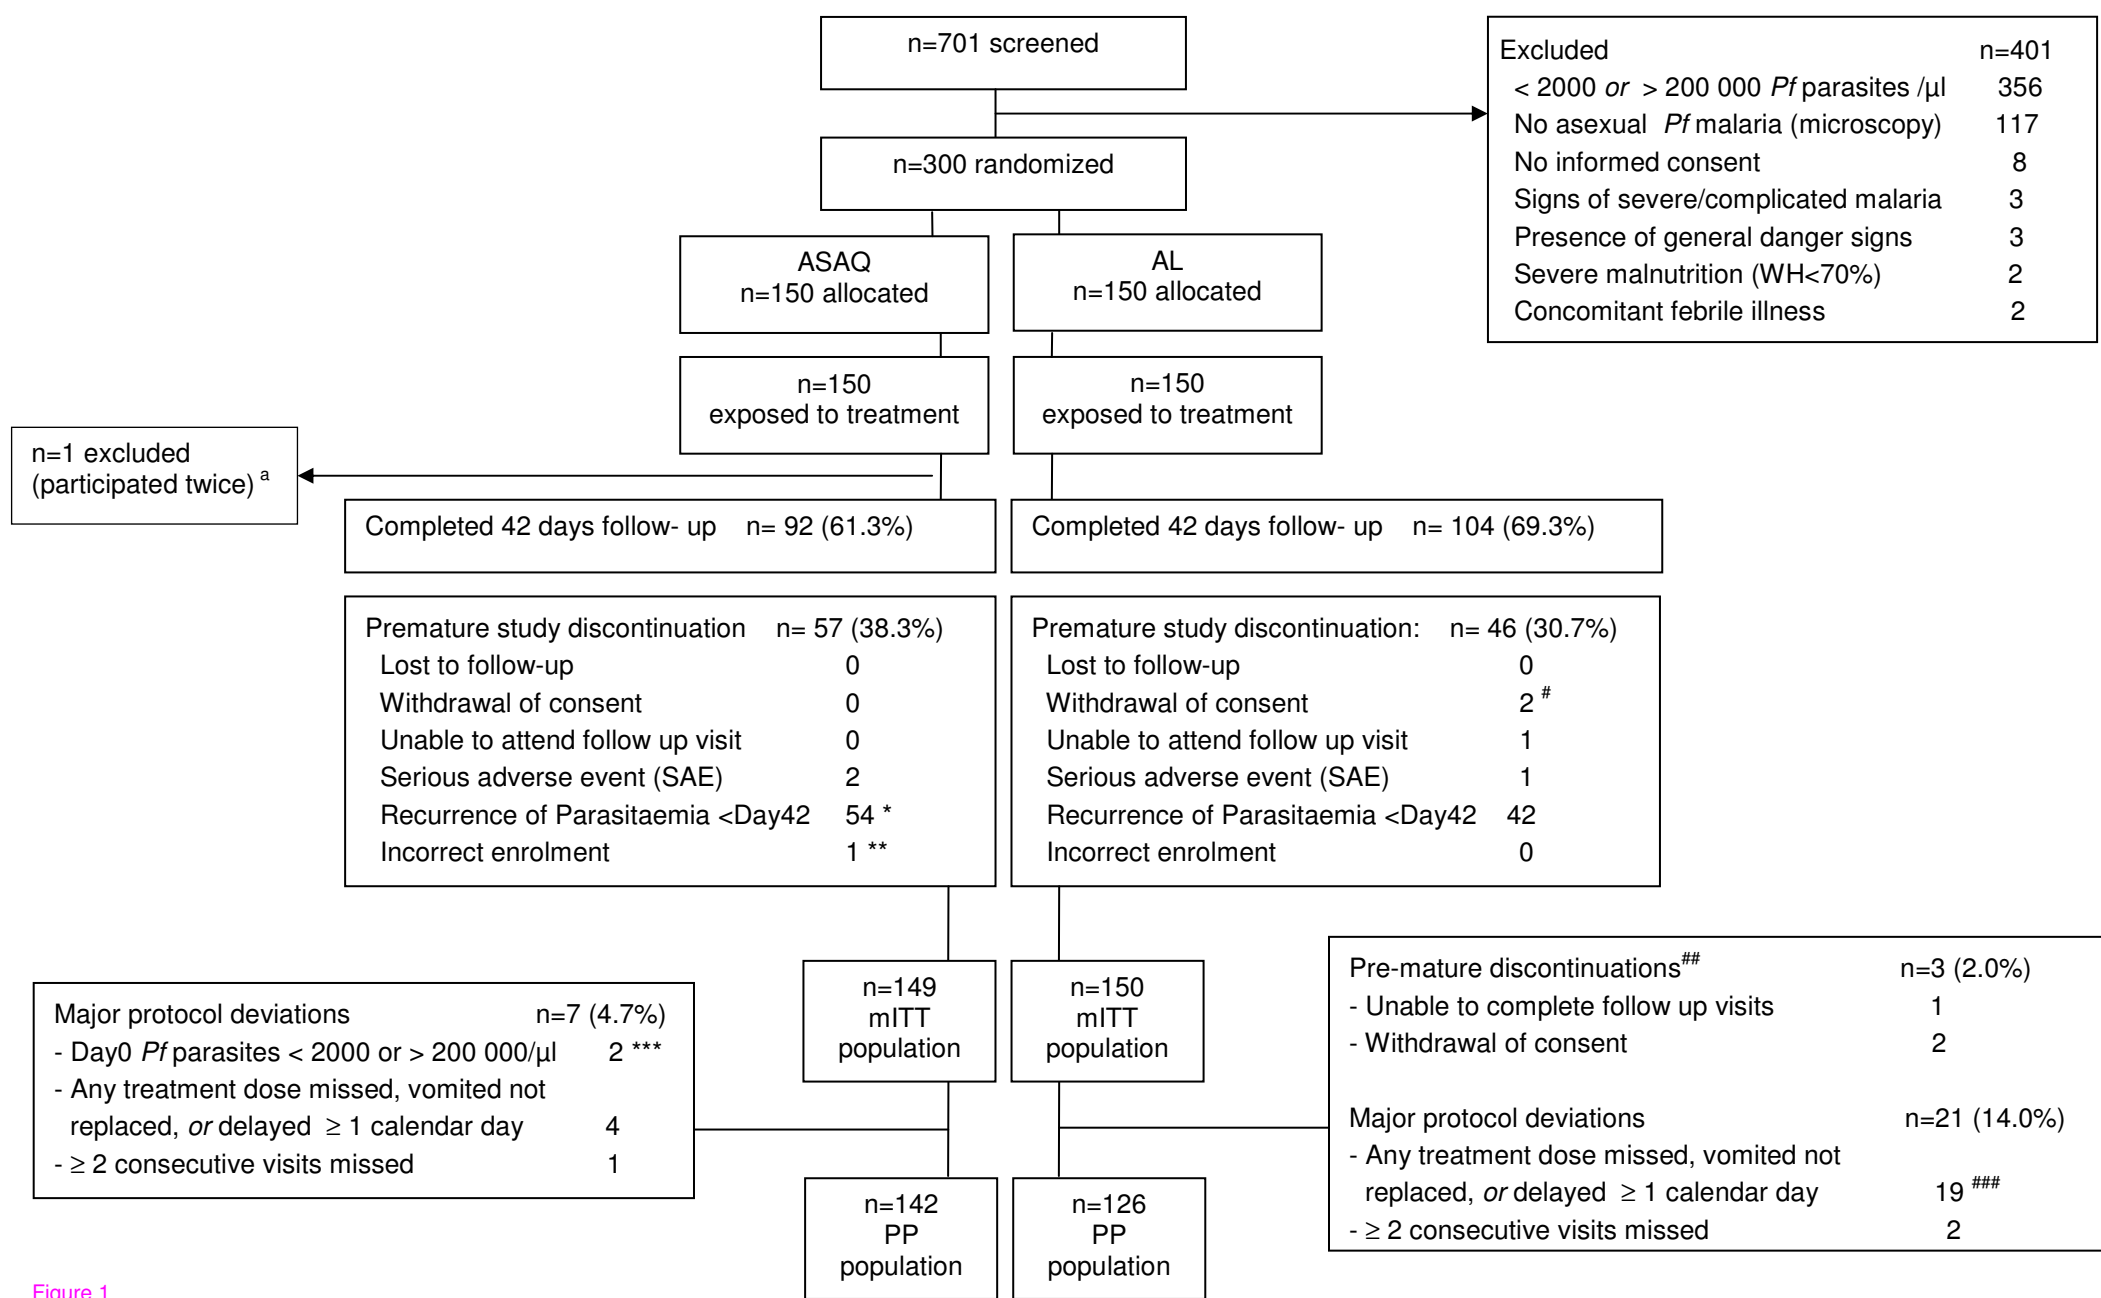 n=701 screened
Excluded n=401
< 2000 or > 200 000 Pf parasites /µl 356
No asexual Pf malaria (microscopy) 117
No informed consent 8
Signs of severe/complicated malaria 3
Presence of general danger signs 3
Severe malnutrition (WH<70%) 2
Concomitant febrile illness 2
n=300 randomized
ASAQ
n=150 allocated
AL
n=150 allocated
n=150
exposed to treatment
n=150
exposed to treatment
n=1 excluded
(participated twice) a
Completed 42 days follow- up n= 92 (61.3%)
Completed 42 days follow- up n= 104 (69.3%)
Premature study discontinuation n= 57 (38.3%)
Lost to follow-up 0
Withdrawal of consent 0
Unable to attend follow up visit 0
Serious adverse event (SAE) 2
Recurrence of Parasitaemia <Day42 54 *
Incorrect enrolment 1 **
Premature study discontinuation: n= 46 (30.7%)
Lost to follow-up 0
Withdrawal of consent 2 #
Unable to attend follow up visit 1
Serious adverse event (SAE) 1
Recurrence of Parasitaemia <Day42 42
Incorrect enrolment 0
n=149
mITT
population
n=150
mITT
population
Major protocol deviations n=7 (4.7%)
- Day0 Pf parasites < 2000 or > 200 000/µl 2 ***
- Any treatment dose missed, vomited not
replaced, or delayed ≥ 1 calendar day 4
- ≥ 2 consecutive visits missed 1
Pre-mature discontinuations## n=3 (2.0%)
- Unable to complete follow up visits 1
- Withdrawal of consent 2
Major protocol deviations n=21 (14.0%)
- Any treatment dose missed, vomited not
replaced, or delayed ≥ 1 calendar day 19 ###
- ≥ 2 consecutive visits missed 2
n=142
PP
population
n=126
PP
population
Figure 1